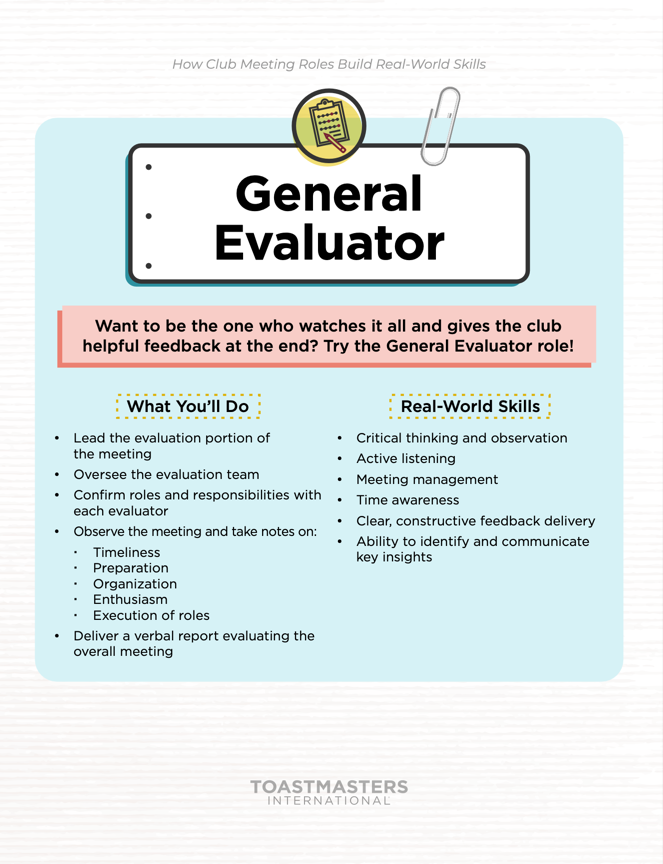 How Club Meeting Roles Build Real-World Skills
General
Evaluator
Want to be the one who watches it all and gives the club
helpful feedback at the end? Try the General Evaluator role!
What You'll Do
• Lead the evaluation portion of
the meeting
• Oversee the evaluation team
• Confirm roles and responsibilities with
each evaluator
• Observe the meeting and take notes on:
· Timeliness
· Preparation
· Organization
· Enthusiasm
· Execution of roles
• Deliver a verbal report evaluating the
overall meeting
Real-World Skills
• Critical thinking and observation
• Active listening
• Meeting management
• Time awareness
• Clear, constructive feedback delivery
• Ability to identify and communicate
key insights
TOASTMASTERS
INTERNATIONAL